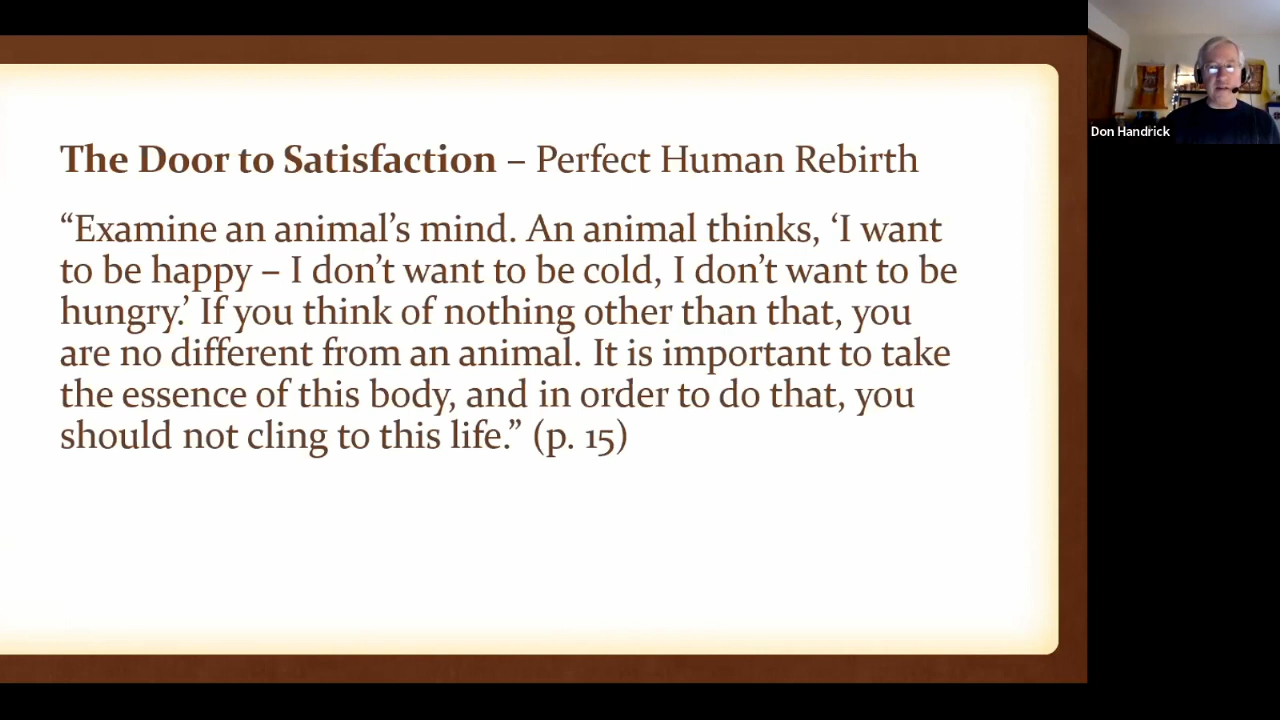 The Door to Satisfaction – Perfect Human Rebirth
“Examine an animal’s mind. An animal thinks, ‘I want
to be happy – I don’t want to be cold, I don’t want to be
hungry.’ If you think of nothing other than that, you
are no different from an animal. It is important to take
the essence of this body, and in order to do that, you
should not cling to this life.” (p. 15)
Don Handrick